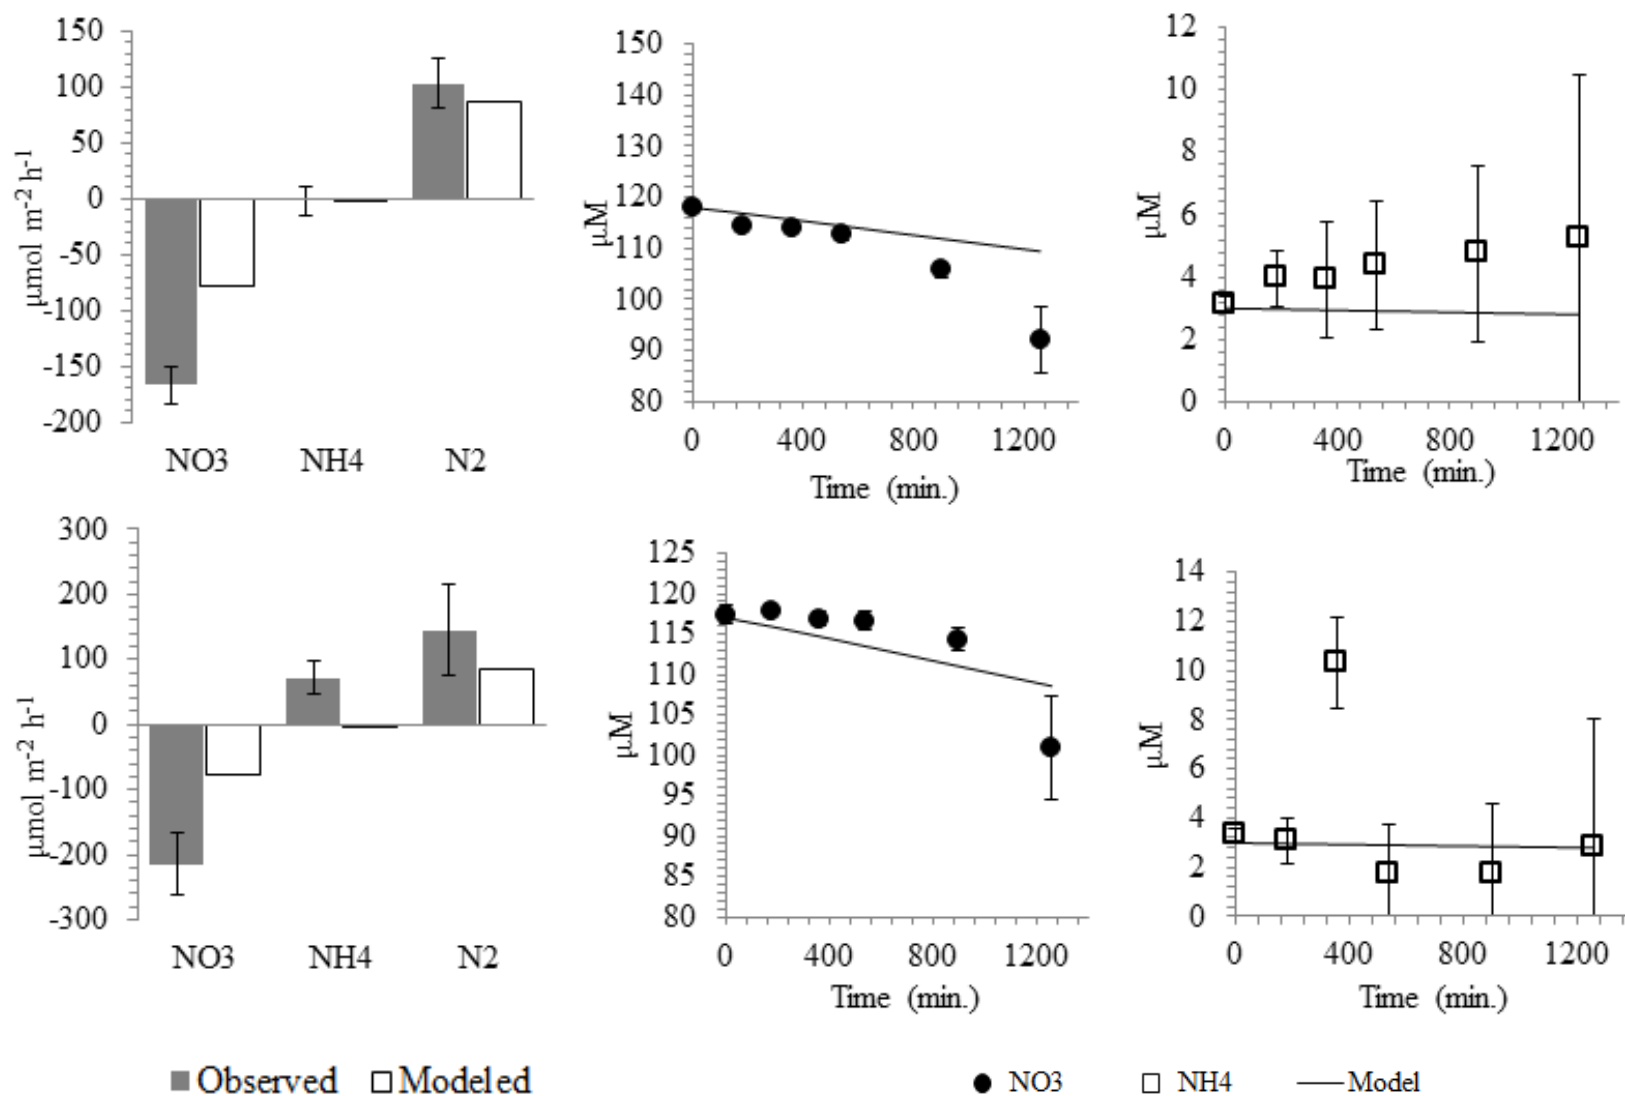 150
100
50
0
-50
-100
-150
-200
μmol m-2 h-1
NO3 NH4 N2
150
140
130
120
110
100
90
80
μM
0 400 800 1200
Time (min.)
12
10
8
6
4
2
0
μM
0 400 800 1200
Time (min.)
300
200
100
0
-100
-200
-300
μmol m-2 h-1
NO3 NH4 N2
125
120
115
110
105
100
95
90
85
80
μM
0 400 800 1200
Time (min.)
14
12
10
8
6
4
2
0
μM
0 400 800 1200
Time (min.)
Observed Modeled
NO3 NH4 Model